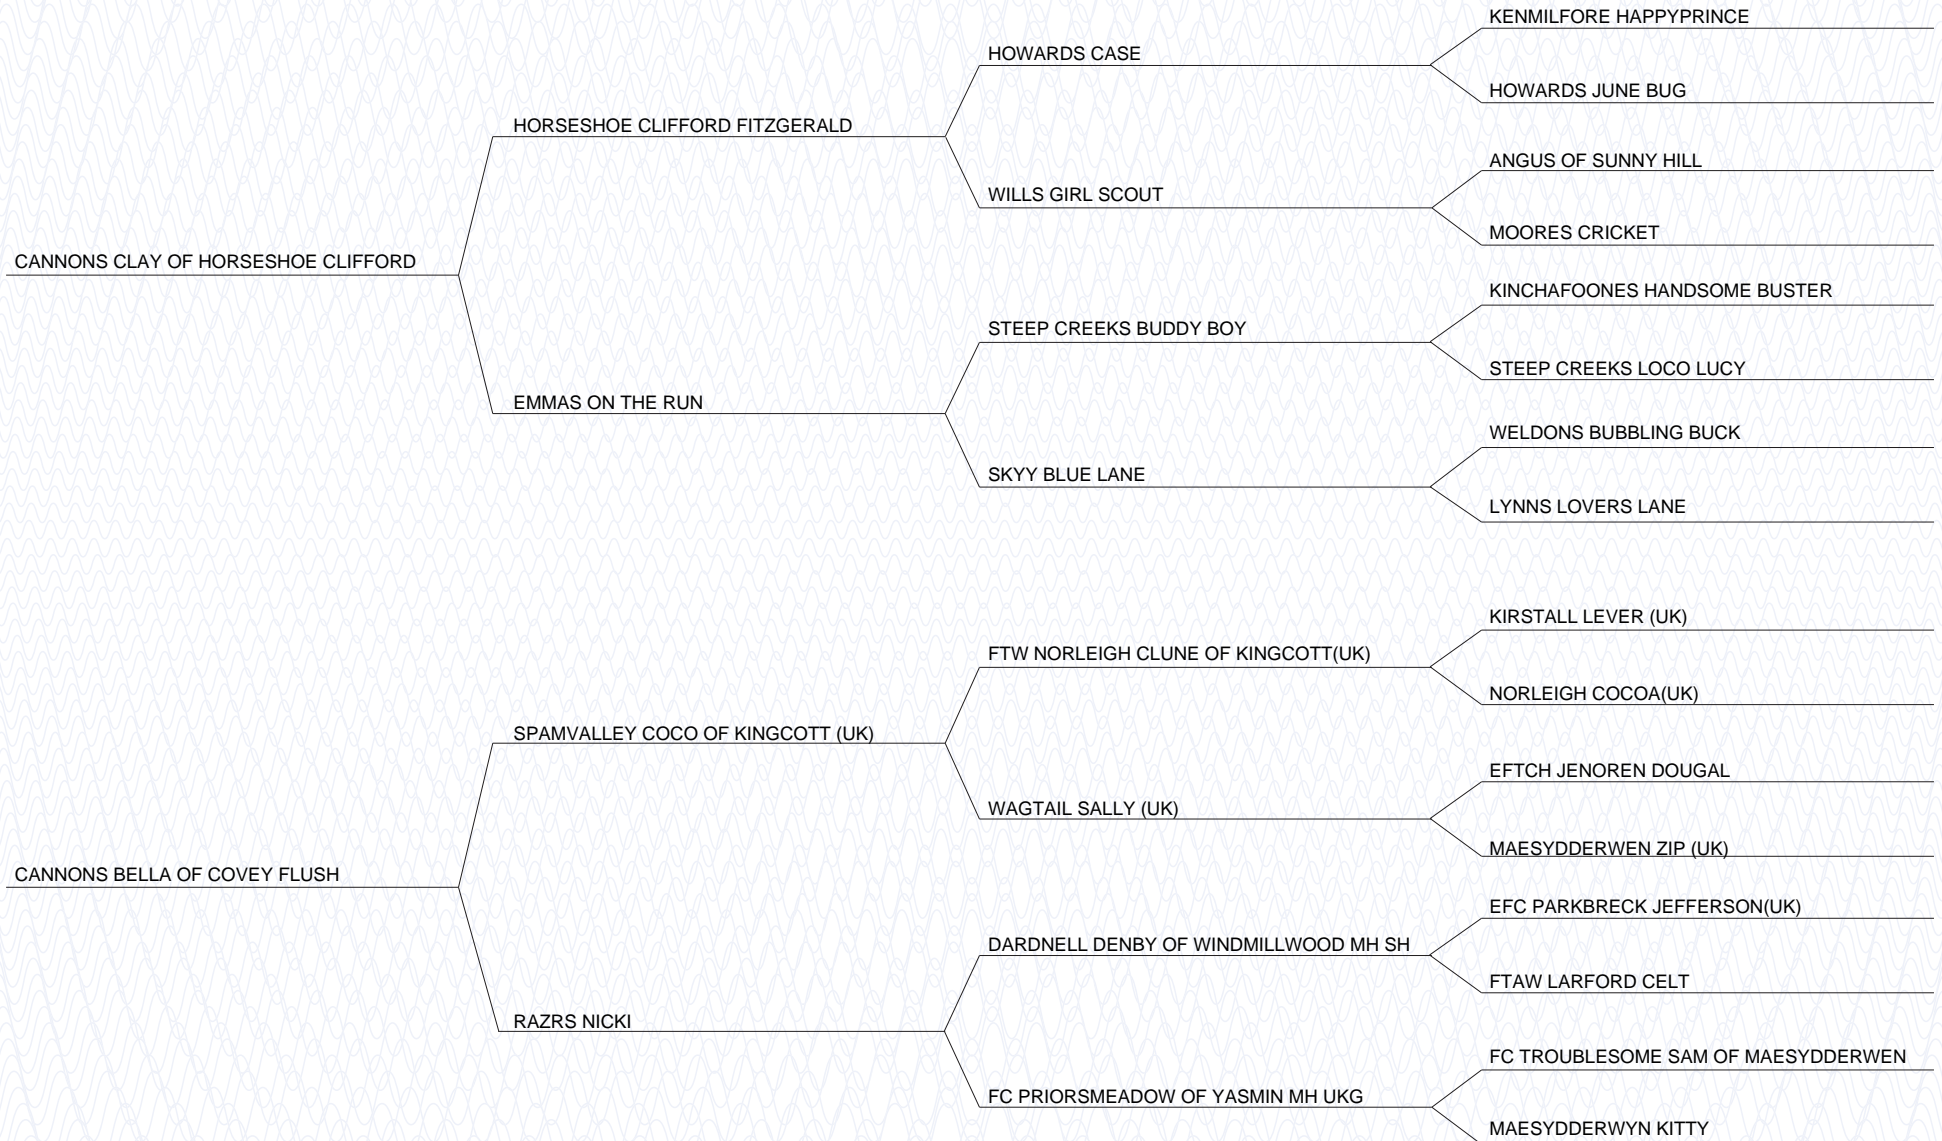 KENMILFORE HAPPYPRINCE
HOWARDS CASE
HOWARDS JUNE BUG
HORSESHOE CLIFFORD FITZGERALD
ANGUS OF SUNNY HILL
WILLS GIRL SCOUT
MOORES CRICKET
CANNONS CLAY OF HORSESHOE CLIFFORD
KINCHAFOONES HANDSOME BUSTER
STEEP CREEKS BUDDY BOY
STEEP CREEKS LOCO LUCY
EMMAS ON THE RUN
WELDONS BUBBLING BUCK
SKYY BLUE LANE
LYNNS LOVERS LANE
KIRSTALL LEVER (UK)
FTW NORLEIGH CLUNE OF KINGCOTT(UK)
NORLEIGH COCOA(UK)
SPAMVALLEY COCO OF KINGCOTT (UK)
EFTCH JENOREN DOUGAL
WAGTAIL SALLY (UK)
MAESYDDERWEN ZIP (UK)
CANNONS BELLA OF COVEY FLUSH
EFC PARKBRECK JEFFERSON(UK)
DARDNELL DENBY OF WINDMILLWOOD MH SH
FTAW LARFORD CELT
RAZRS NICKI
FC TROUBLESOME SAM OF MAESYDDERWEN
FC PRIORSMEADOW OF YASMIN MH UKG
MAESYDDERWYN KITTY